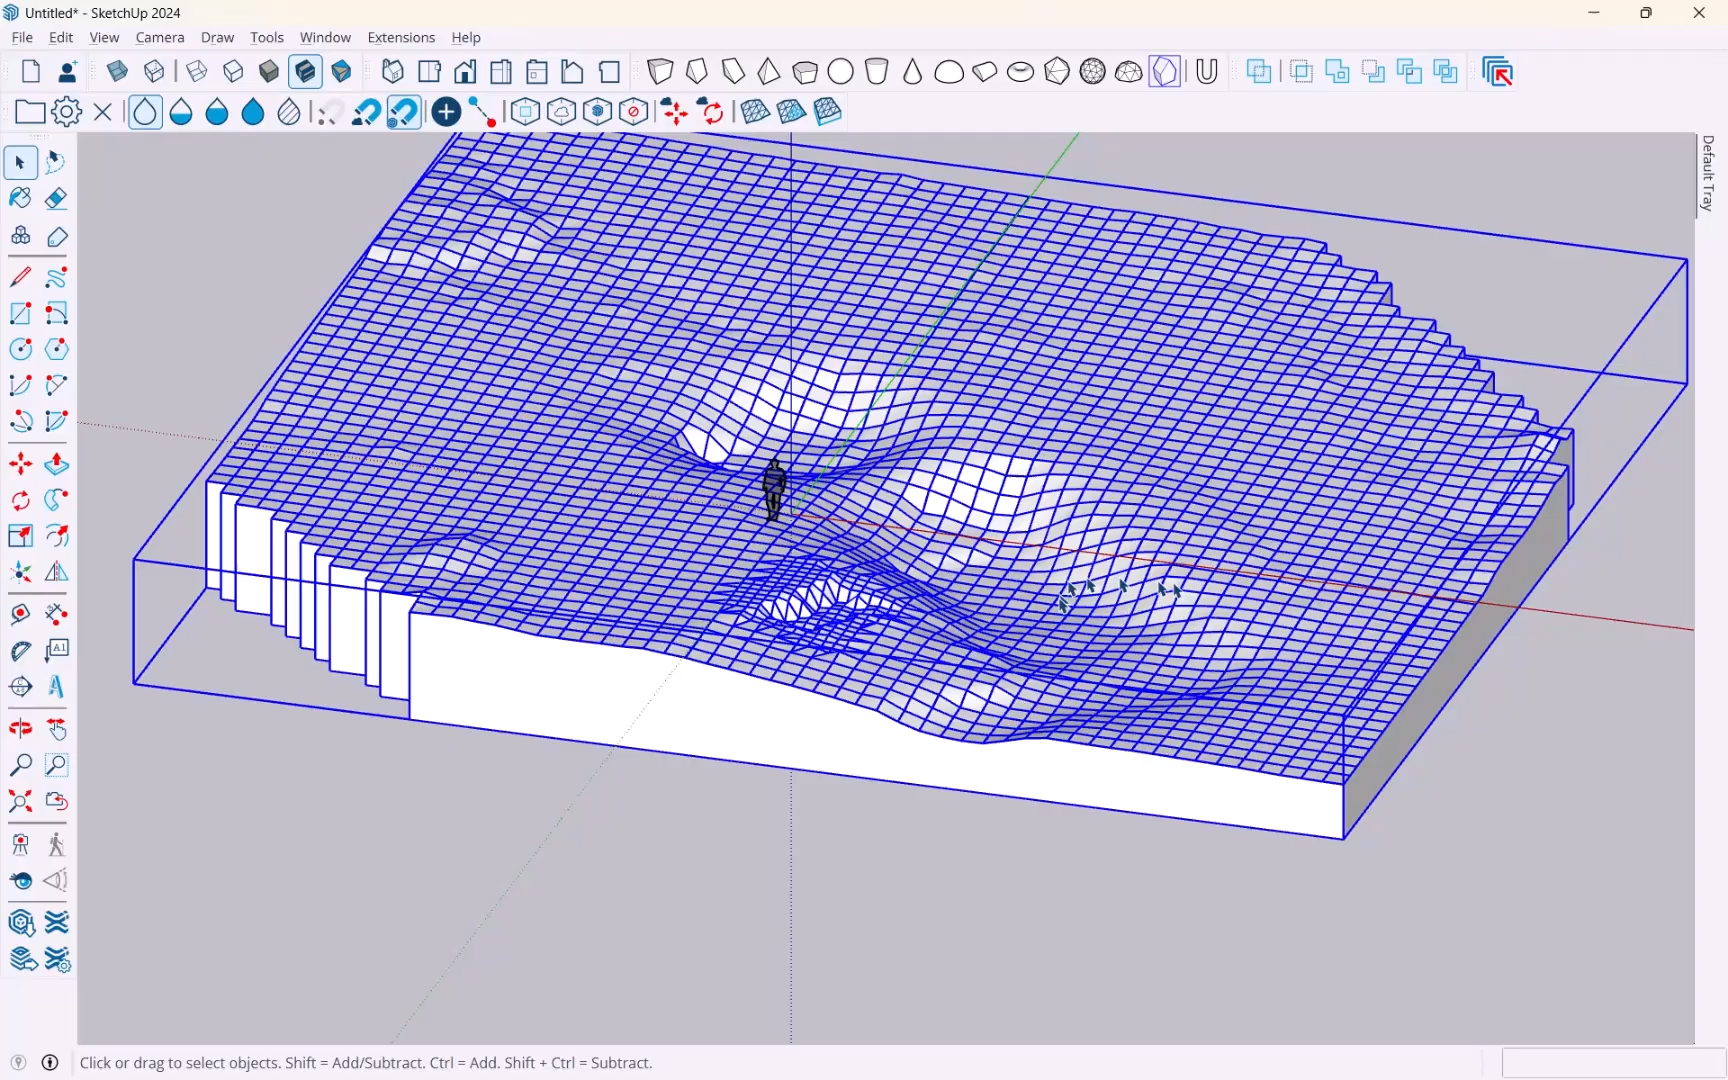 Untitled* - SketchUp 2024
File Edit View Camera Draw Tools Window Extensions Help
Default Tray
A1
Click or drag to select objects. Shift = Add/Subtract. Ctrl = Add. Shift + Ctrl = Subtract.